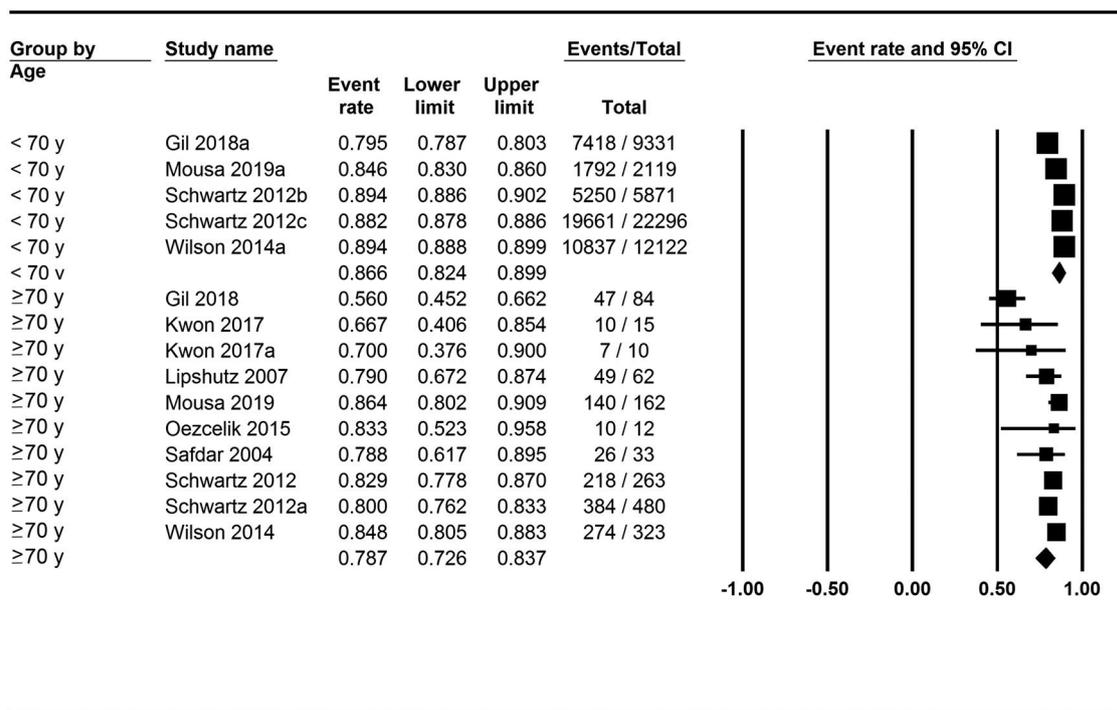 Group by Study name Events/Total Event rate and 95% CI
Age
Event Lower Upper
rate limit limit Total
< 70 y Gil 2018a 0.795 0.787 0.803 7418 / 9331
< 70 y Mousa 2019a 0.846 0.830 0.860 1792 / 2119
< 70 y Schwartz 2012b 0.894 0.886 0.902 5250 / 5871
< 70 y Schwartz 2012c 0.882 0.878 0.886 19661 / 22296
< 70 y Wilson 2014a 0.894 0.888 0.899 10837 / 12122
< 70 v 0.866 0.824 0.899
≥70 y Gil 2018 0.560 0.452 0.662 47 / 84
≥70 y Kwon 2017 0.667 0.406 0.854 10 / 15
≥70 y Kwon 2017a 0.700 0.376 0.900 7 / 10
≥70 y Lipshutz 2007 0.790 0.672 0.874 49 / 62
≥70 y Mousa 2019 0.864 0.802 0.909 140 / 162
≥70 y Oezcelik 2015 0.833 0.523 0.958 10 / 12
≥70 y Safdar 2004 0.788 0.617 0.895 26 / 33
≥70 y Schwartz 2012 0.829 0.778 0.870 218 / 263
≥70 y Schwartz 2012a 0.800 0.762 0.833 384 / 480
≥70 y Wilson 2014 0.848 0.805 0.883 274 / 323
≥70 y 0.787 0.726 0.837
-1.00 -0.50 0.00 0.50 1.00